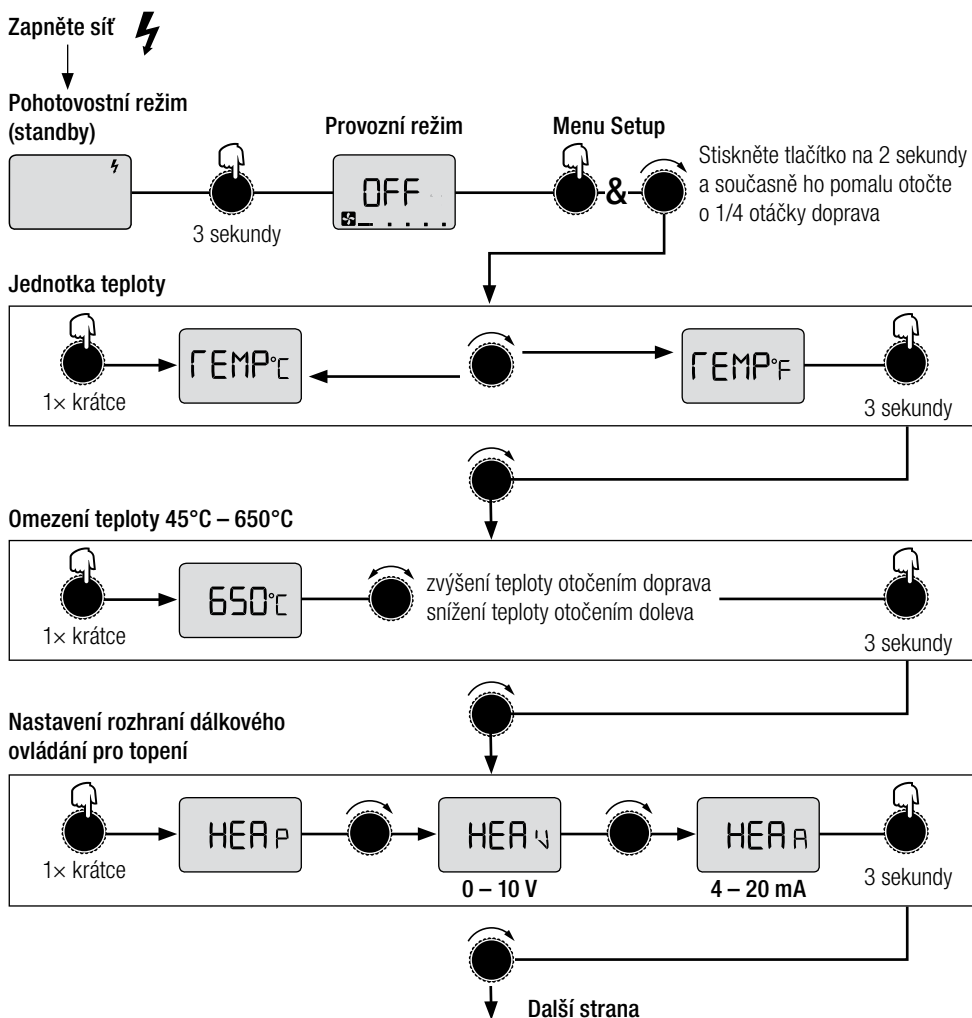 Zapněte síť
Pohotovostní režim
(standby)
3 sekundy
Provozní režim
OFF
Menu Setup
&
Stiskněte tlačítko na 2 sekundy
a současně ho pomalu otočte
o 1/4 otáčky doprava
Jednotka teploty
1× krátce
TEMP°C
TEMP°F
3 sekundy
Omezení teploty 45°C – 650°C
1× krátce
650°C
zvýšení teploty otočením doprava
snížení teploty otočením doleva
3 sekundy
Nastavení rozhraní dálkového
ovládání pro topení
1× krátce
HEA P
HEA V
0 – 10 V
HEA A
4 – 20 mA
3 sekundy
Další strana